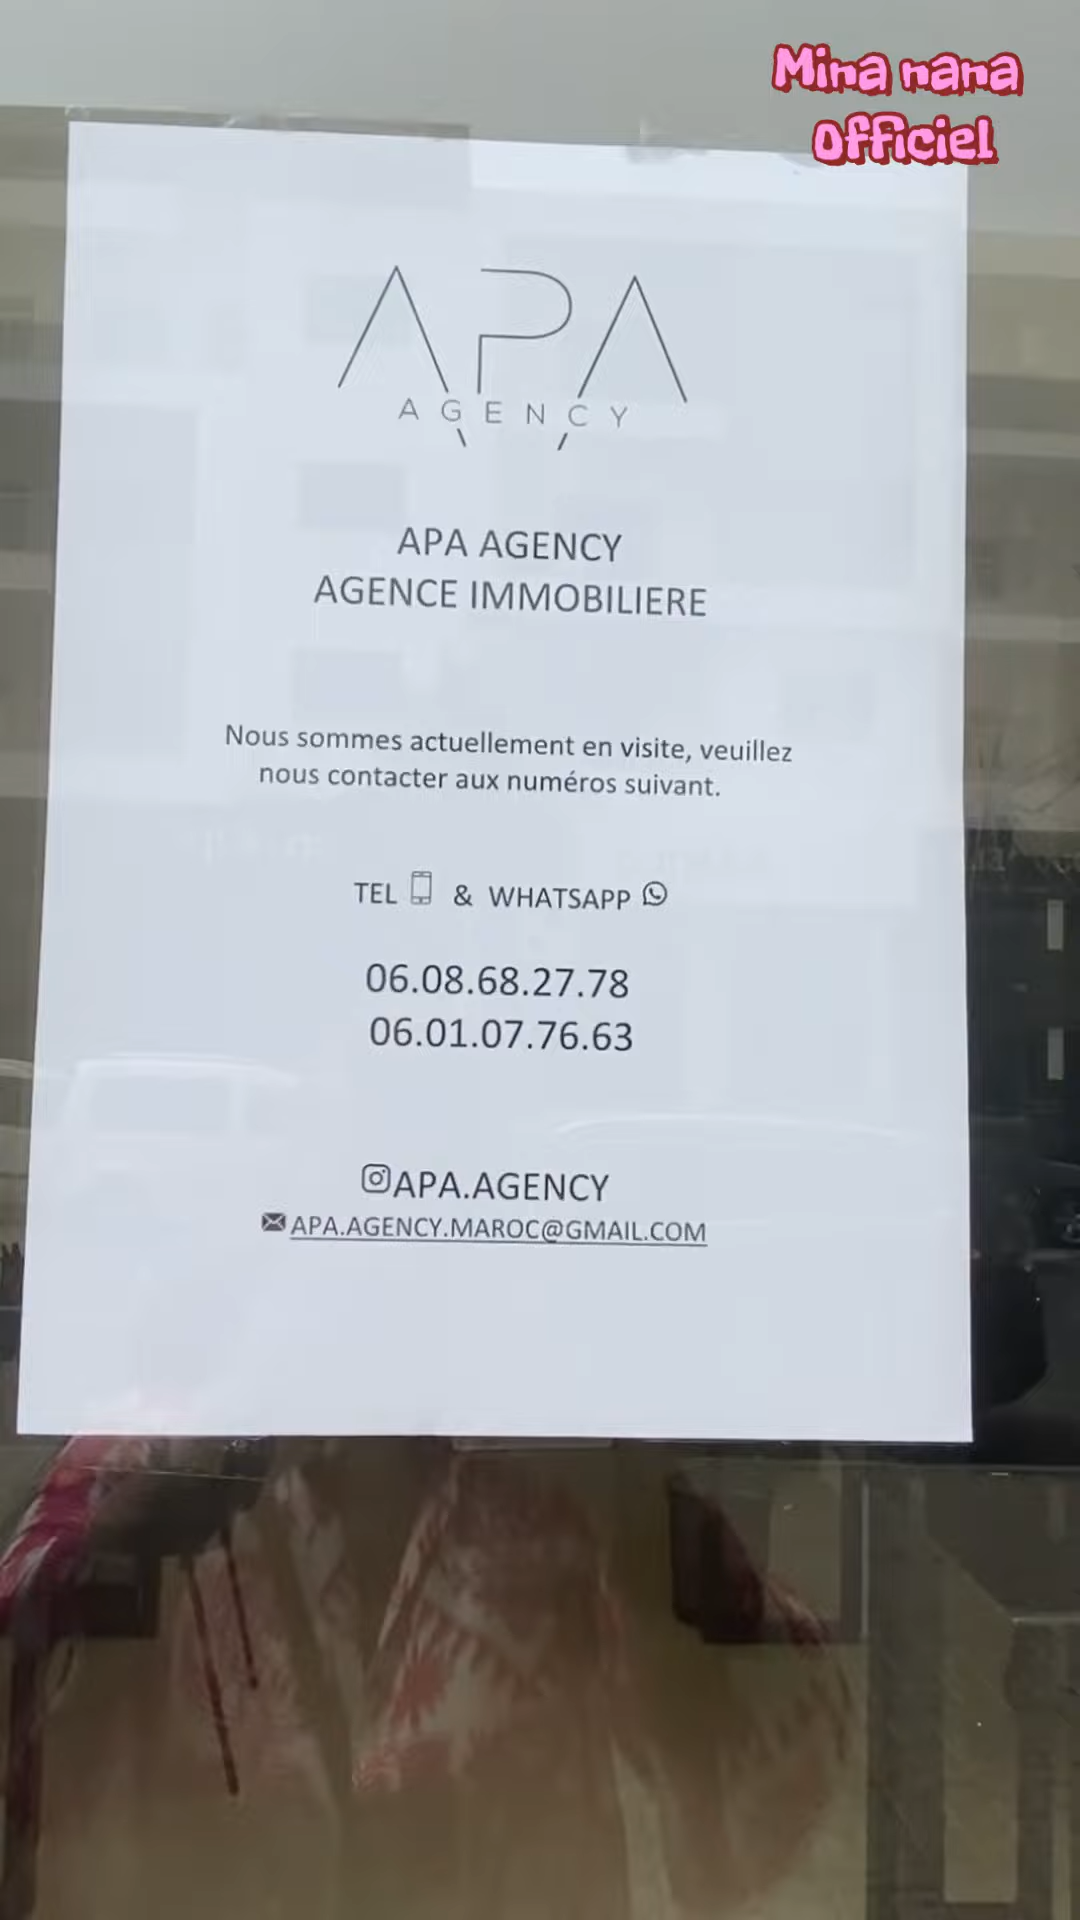 Mina nana
Officiel
APA
AGENCY
APA AGENCY
AGENCE IMMOBILIERE
Nous sommes actuellement en visite, veuillez
nous contacter aux numéros suivant.
TEL & WHATSAPP
06.08.68.27.78
06.01.07.76.63
APA.AGENCY
APA.AGENCY.MAROC@GMAIL.COM